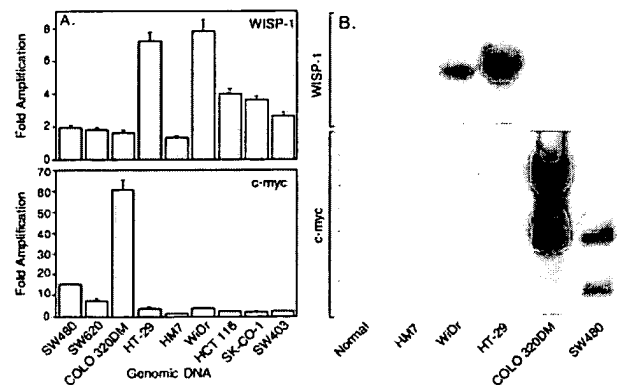 A.
WISP-1
8
6
4
2
0
Fold Amplification
c-myc
70
60
50
40
30
20
10
0
Fold Amplification
SW480
SW620
COLO 320DM
HT-29
HM7
WiDr
HCT 116
SK-CO-1
SW403
Genomic DNA
B.
WISP-1
c-myc
Normal
HM7
WiDr
HT-29
COLO 320DM
SW480